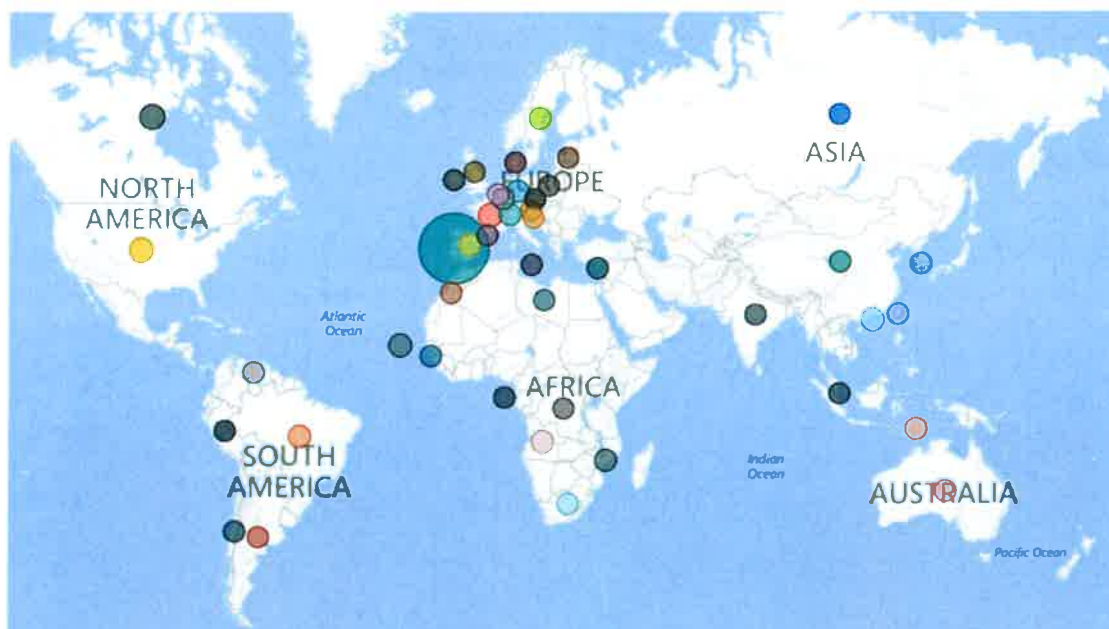 NORTH
AMERICA
EUROPE
ASIA
Atlantic
Ocean
AFRICA
SOUTH
AMERICA
Indian
Ocean
AUSTRALIA
Pacific Ocean